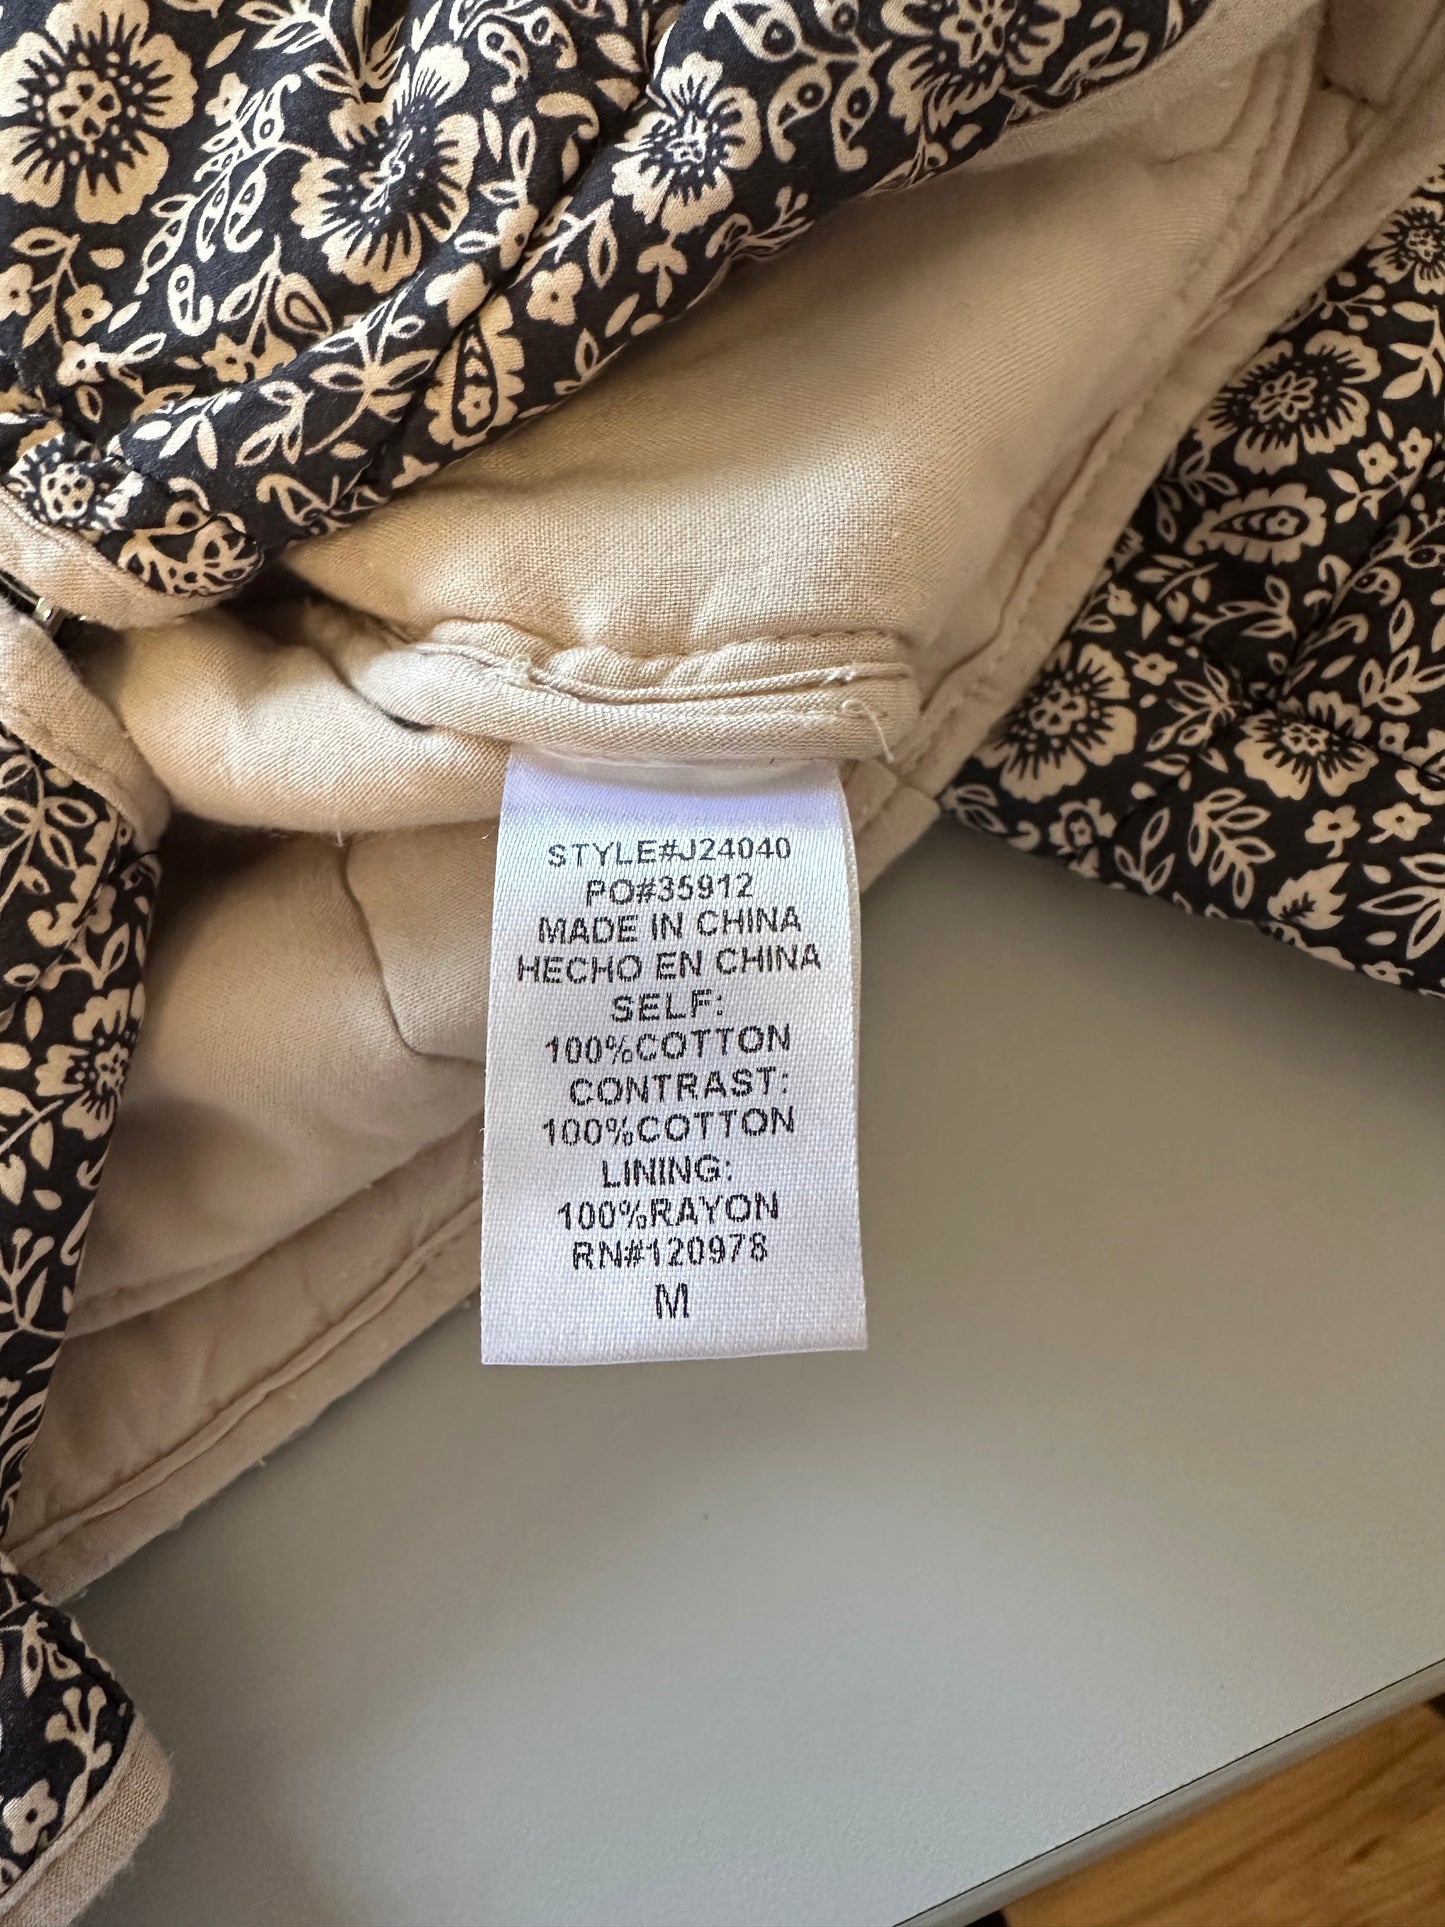 STYLE#J24040
PO#35912
MADE IN CHINA
HECHO EN CHINA
SELF:
100%COTTON
CONTRAST:
100%COTTON
LINING:
100%RAYON
RN#120978
M